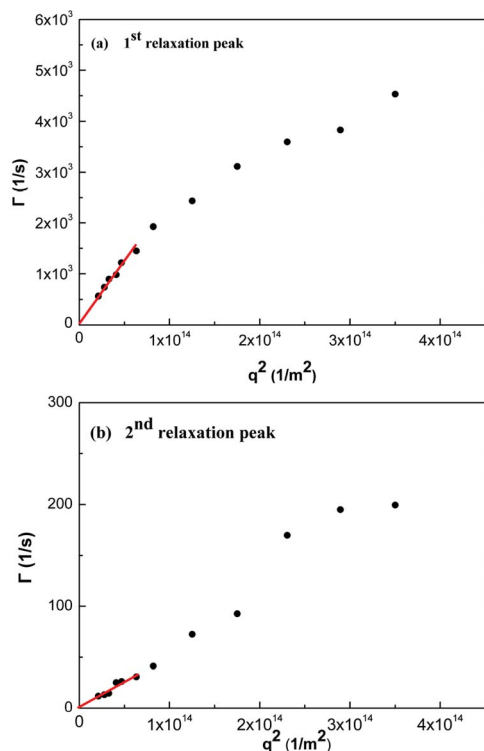 6x10³
(a) 1ˢᵗ relaxation peak
5x10³
4x10³
3x10³
2x10³
1x10³
0
Γ (1/s)
0 1x10¹⁴ 2x10¹⁴ 3x10¹⁴ 4x10¹⁴
q² (1/m²)
300
(b) 2ⁿᵈ relaxation peak
200
100
0
Γ (1/s)
0 1x10¹⁴ 2x10¹⁴ 3x10¹⁴ 4x10¹⁴
q² (1/m²)